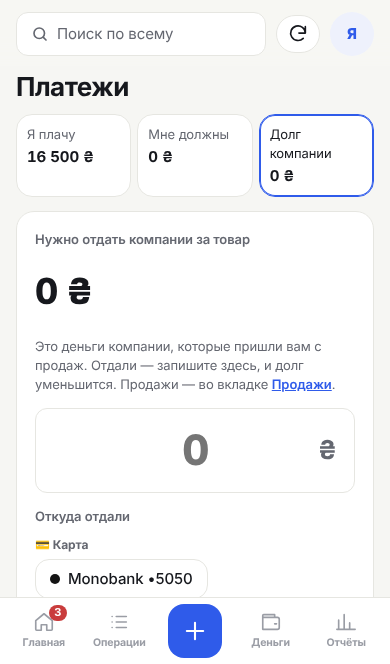 Поиск по всему
Я
Платежи
Я плачу
16 500 ₴
Мне должны
0 ₴
Долг
компании
0 ₴
Нужно отдать компании за товар
0 ₴
Это деньги компании, которые пришли вам с
продаж. Отдали — запишите здесь, и долг
уменьшится. Продажи — во вкладке Продажи.
0 ₴
Откуда отдали
💳 Карта
Monobank •5050
3
Главная
Операции
Деньги
Отчёты